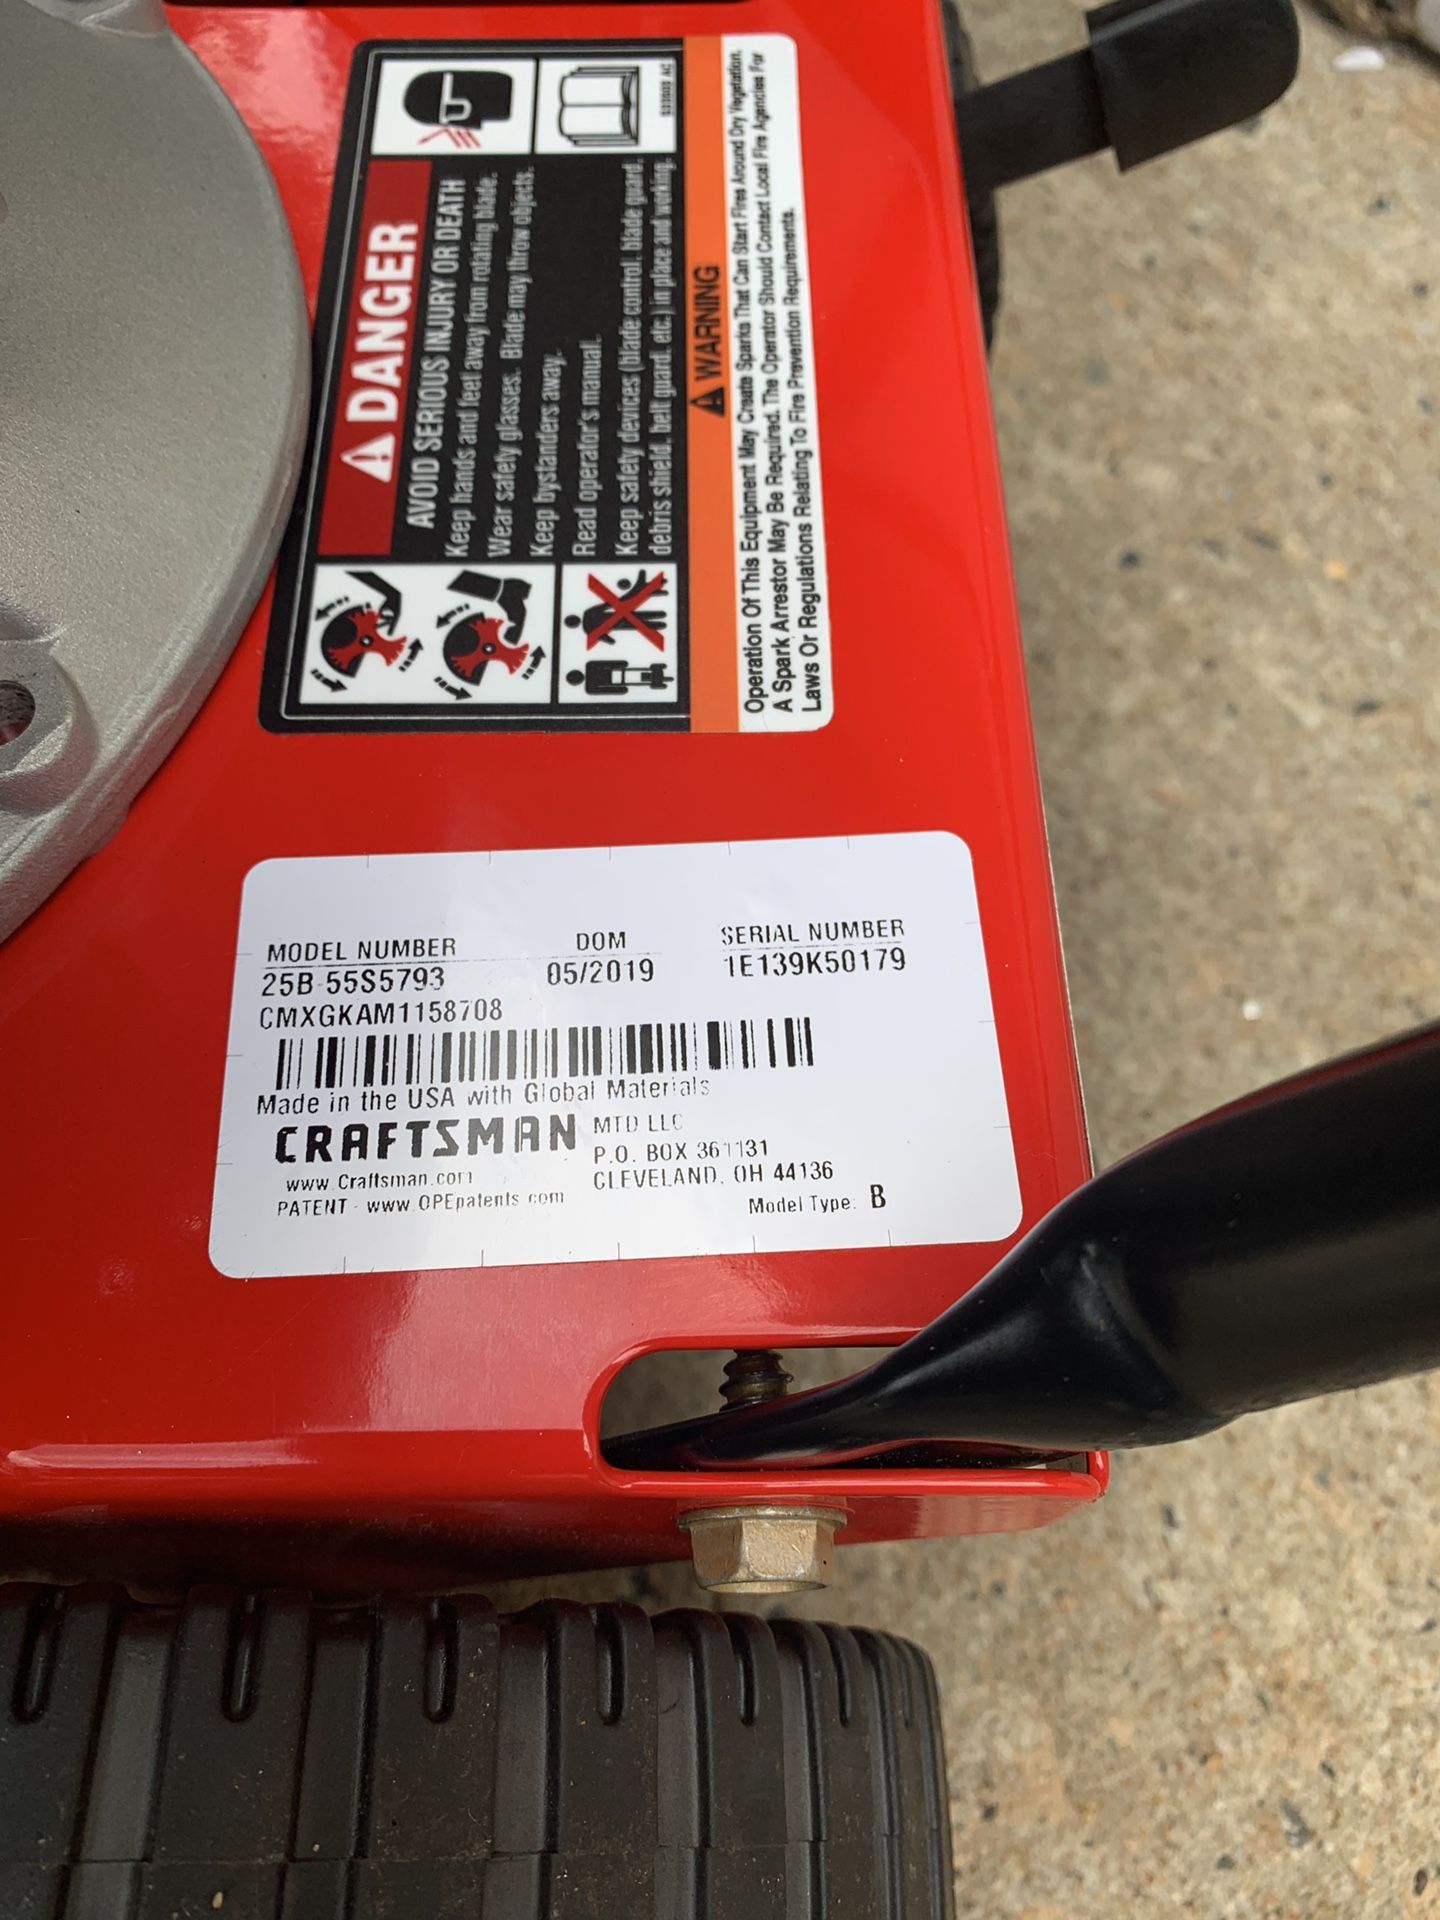 DANGER
AVOID SERIOUS INJURY OR DEATH
Keep hands and feet away from rotating blade.
Wear safety glasses. Blade may throw objects.
Keep bystanders away.
Read operator's manual.
Keep safety devices (blade control, blade guard,
debris shield, belt guard, etc.) in place and working.
WARNING
Operation Of This Equipment May Create Sparks That Can Start Fires Around Dry Vegetation.
A Spark Arrestor May Be Required. The Operator Should Contact Local Fire Agencies For
Laws Or Regulations Relating To Fire Prevention Requirements.
MODEL NUMBER DOM SERIAL NUMBER
25B-55S5793 05/2019 1E139K50179
CMXGKAM1158708
Made in the USA with Global Materials
CRAFTSMAN MTD LLC
P.O. BOX 361131
www.Craftsman.com CLEVELAND, OH 44136
PATENT - www.OPEpatents.com Model Type: B